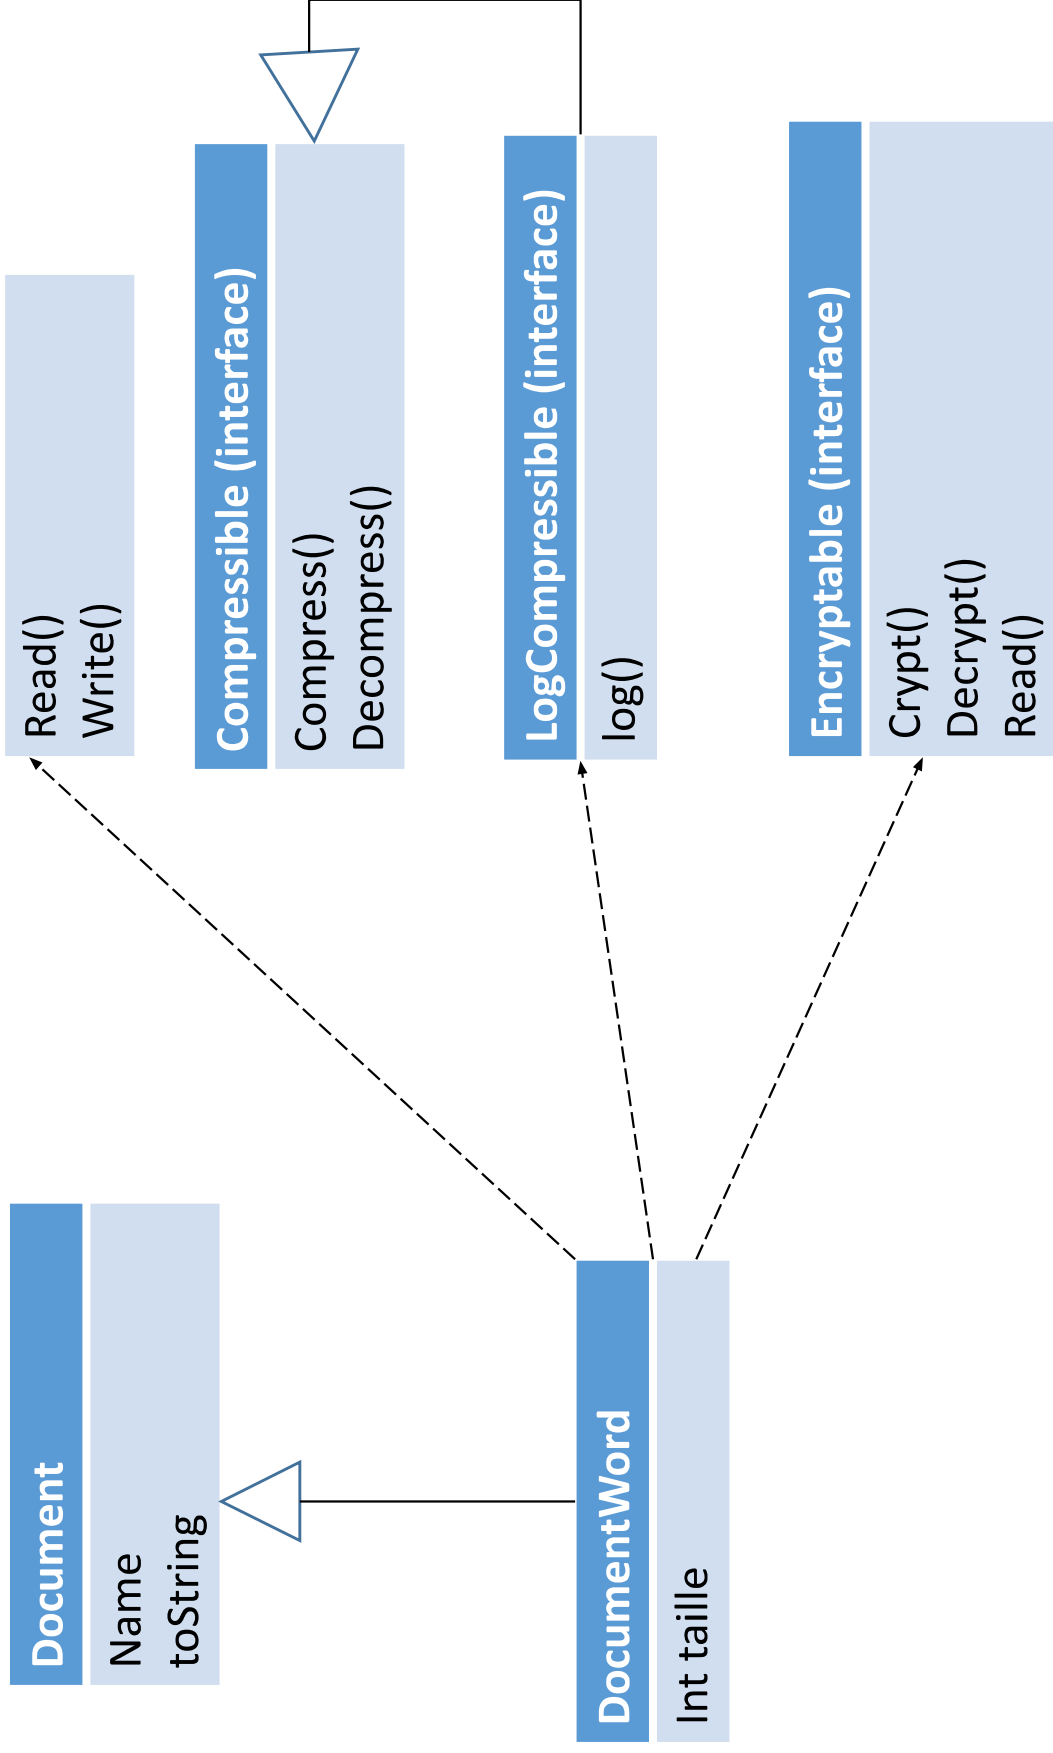 Document
Name
toString
DocumentWord
Int taille
Read()
Write()
Compressible (interface)
Compress()
Decompress()
LogCompressible (interface)
log()
Encryptable (interface)
Crypt()
Decrypt()
Read()